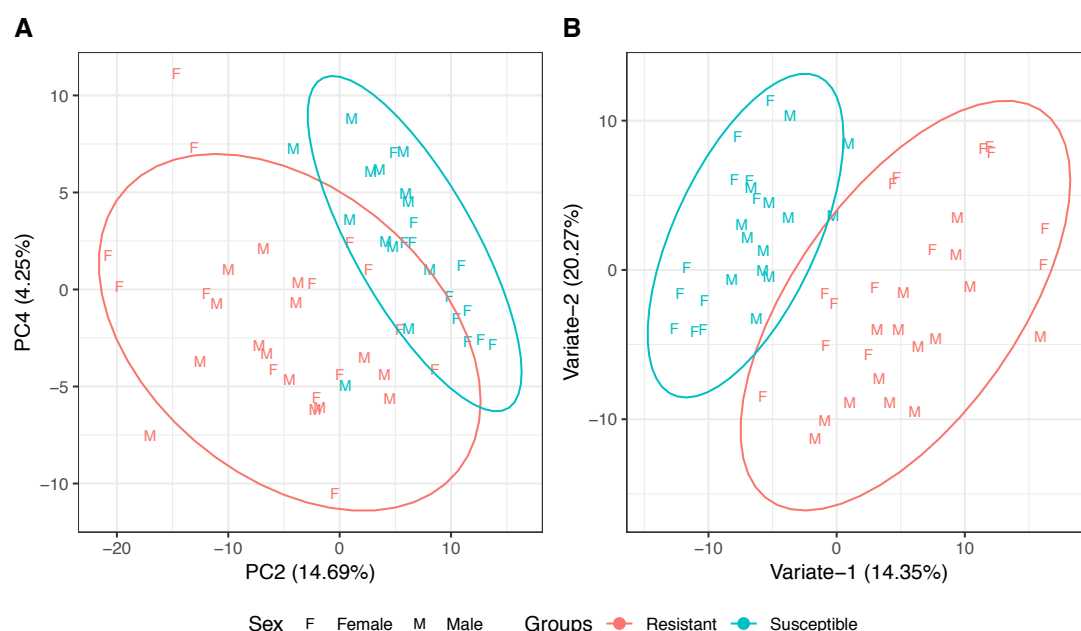 A
B
10
5
0
−5
−10
PC4 (4.25%)
−20
−10
0
10
PC2 (14.69%)
10
0
−10
Variate−2 (20.27%)
−10
0
10
Variate−1 (14.35%)
Sex F Female M Male Groups Resistant Susceptible